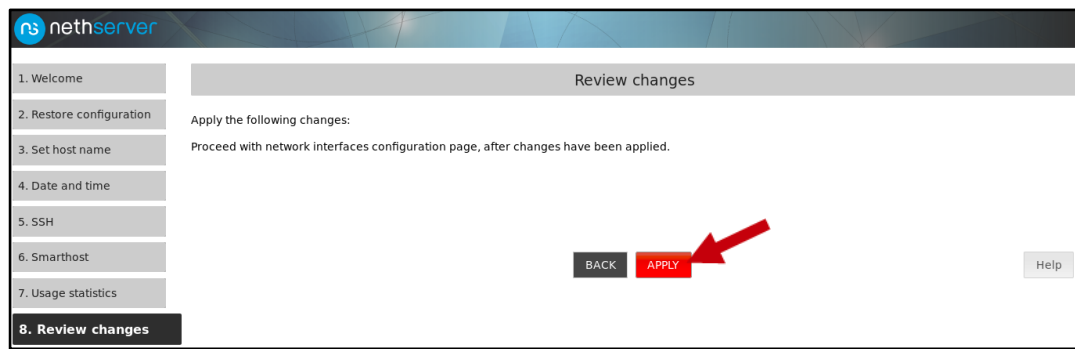 ns nethserver
1. Welcome
2. Restore configuration
3. Set host name
4. Date and time
5. SSH
6. Smarthost
7. Usage statistics
8. Review changes
Review changes
Apply the following changes:
Proceed with network interfaces configuration page, after changes have been applied.
BACK APPLY Help